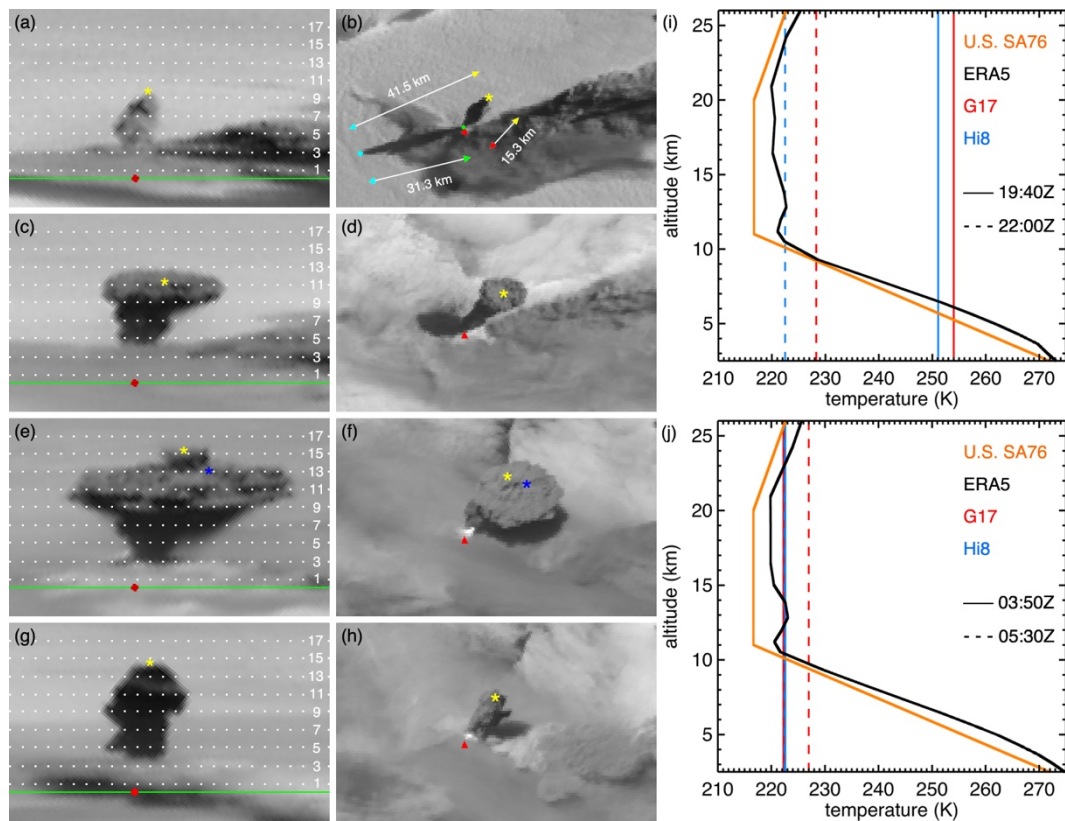 (a)
17
15
13
11
9
7
5
3
1
(b)
41.5 km
15.3 km
31.3 km
(c)
17
15
13
11
9
7
5
3
1
(d)
(e)
17
15
13
11
9
7
5
3
1
(f)
(g)
17
15
13
11
9
7
5
3
1
(h)
(i)
U.S. SA76
ERA5
G17
Hi8
19:40Z
22:00Z
altitude (km)
25
20
15
10
5
210 220 230 240 250 260 270
temperature (K)
(j)
U.S. SA76
ERA5
G17
Hi8
03:50Z
05:30Z
altitude (km)
25
20
15
10
5
210 220 230 240 250 260 270
temperature (K)